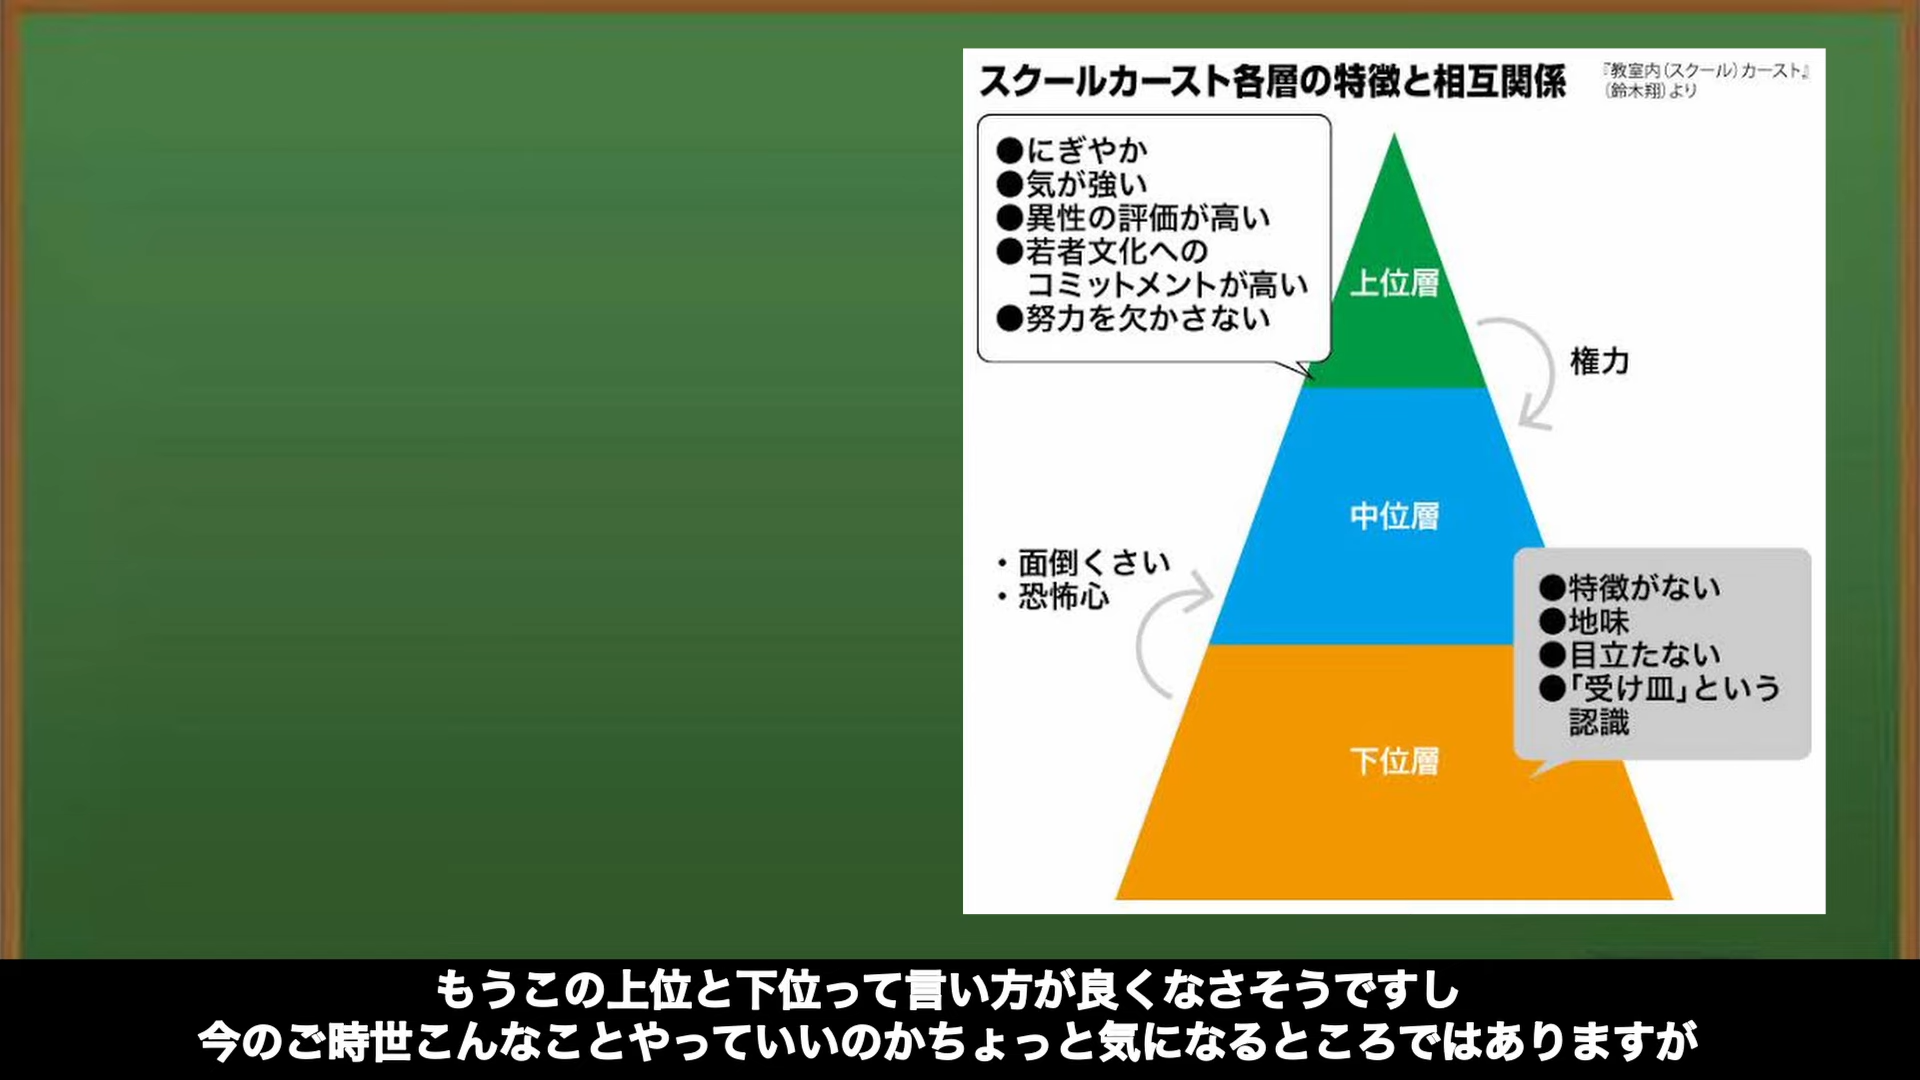 スクールカースト各層の特徴と相互関係
『教室内(スクール)カースト』
(鈴木翔)より
●にぎやか
●気が強い
●異性の評価が高い
●若者文化への
コミットメントが高い
●努力を欠かさない
上位層
権力
中位層
・面倒くさい
・恐怖心
●特徴がない
●地味
●目立たない
●「受け皿」という
認識
下位層
もうこの上位と下位って言い方が良くなさそうですし
今のご時世こんなことやっていいのかちょっと気になるところではありますが